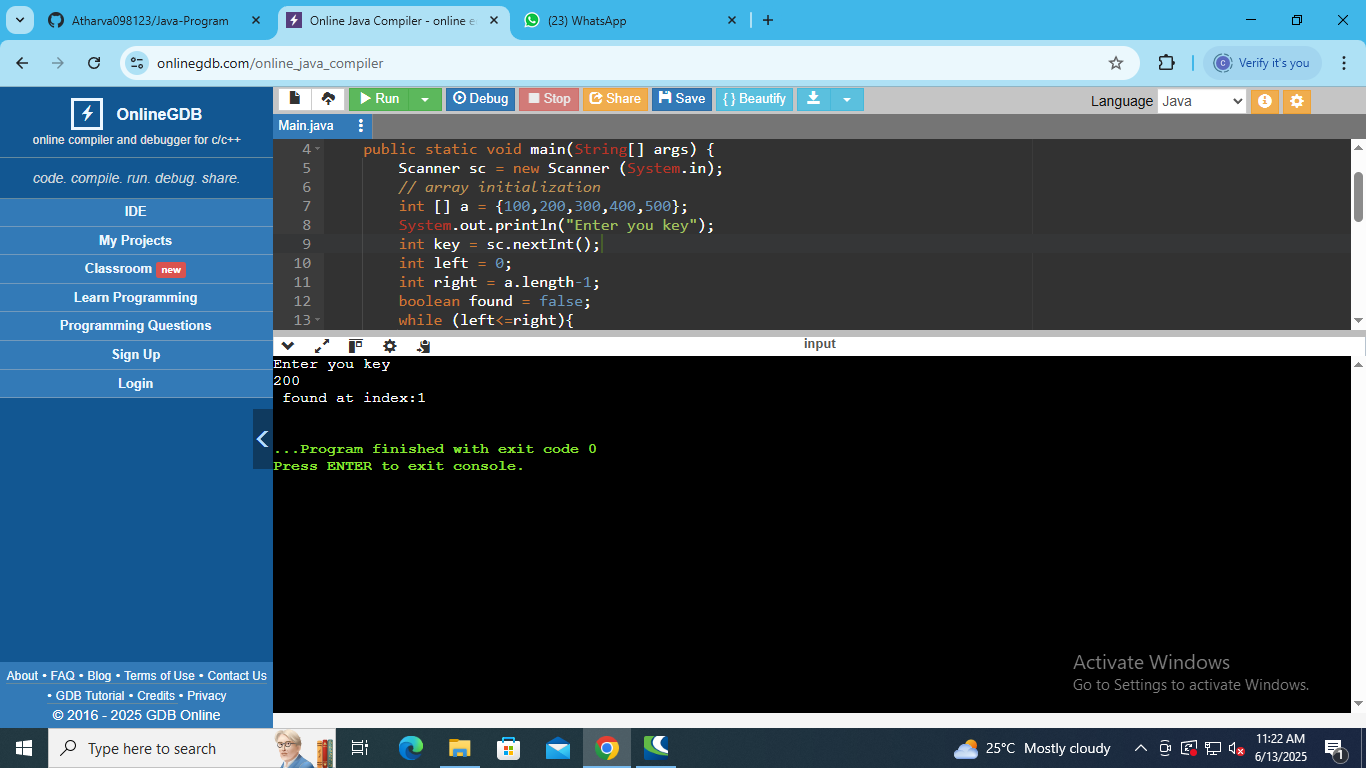 Atharva098123/Java-Program
Online Java Compiler - online e
(23) WhatsApp
onlinegdb.com/online_java_compiler
Verify it's you
OnlineGDB
online compiler and debugger for c/c++
code. compile. run. debug. share.
IDE
My Projects
Classroom new
Learn Programming
Programming Questions
Sign Up
Login
About • FAQ • Blog • Terms of Use • Contact Us
• GDB Tutorial • Credits • Privacy
© 2016 - 2025 GDB Online
Run Debug Stop Share Save { } Beautify
Language Java
Main.java
4 public static void main(String[] args) {
5 Scanner sc = new Scanner (System.in);
6 // array initialization
7 int [] a = {100,200,300,400,500};
8 System.out.println("Enter you key");
9 int key = sc.nextInt();
10 int left = 0;
11 int right = a.length-1;
12 boolean found = false;
13 while (left<=right){
input
Enter you key
200
found at index:1
...Program finished with exit code 0
Press ENTER to exit console.
Activate Windows
Go to Settings to activate Windows.
Type here to search
25°C Mostly cloudy
11:22 AM
6/13/2025
1